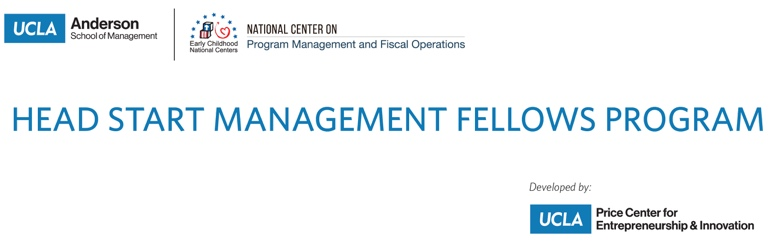 UCLA Anderson
School of Management
Early Childhood
National Centers
NATIONAL CENTER ON
Program Management and Fiscal Operations
HEAD START MANAGEMENT FELLOWS PROGRAM
Developed by:
UCLA Price Center for
Entrepreneurship & Innovation